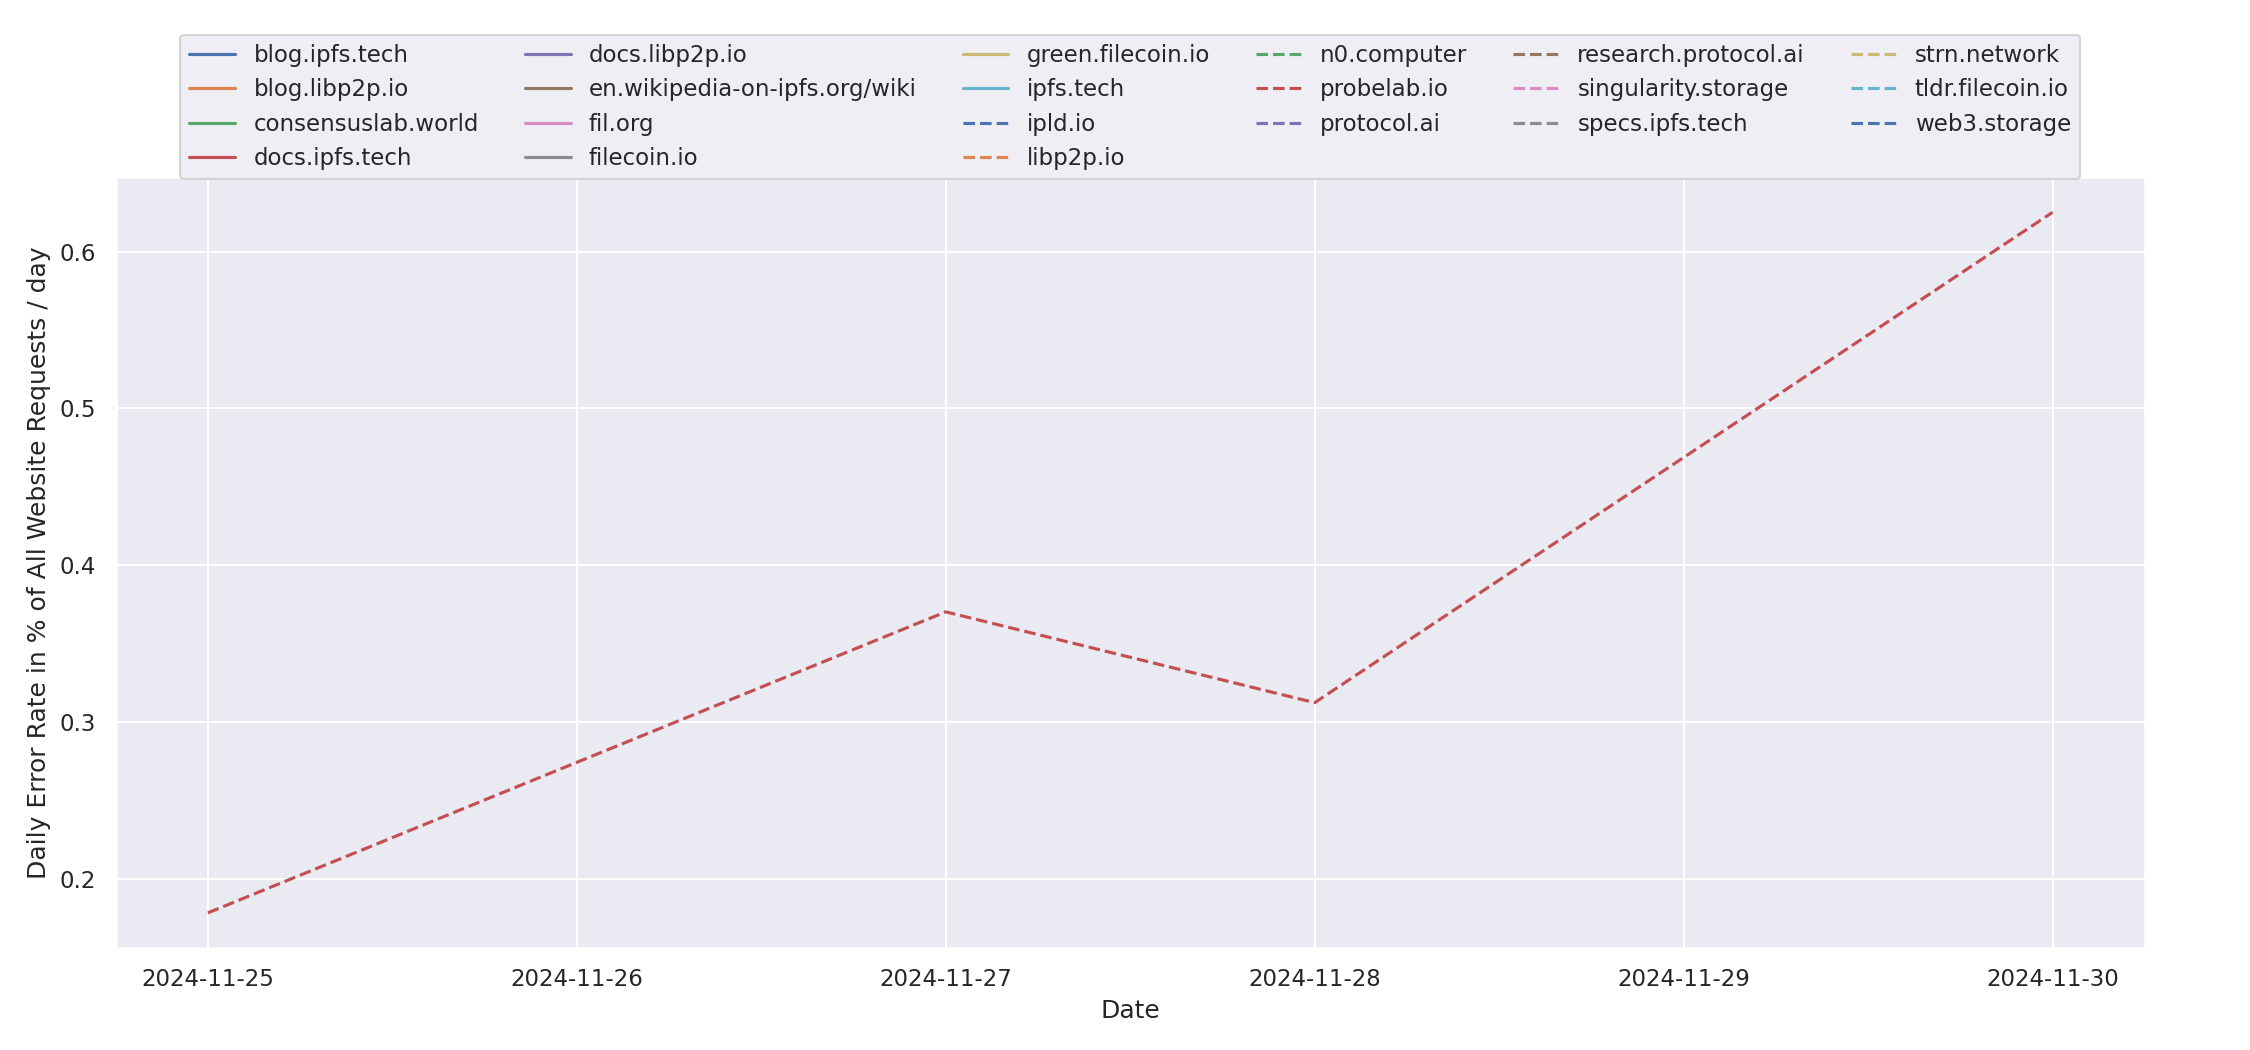 blog.ipfs.tech
blog.libp2p.io
consensuslab.world
docs.ipfs.tech
docs.libp2p.io
en.wikipedia-on-ipfs.org/wiki
fil.org
filecoin.io
green.filecoin.io
ipfs.tech
ipld.io
libp2p.io
n0.computer
probelab.io
protocol.ai
research.protocol.ai
singularity.storage
specs.ipfs.tech
strn.network
tldr.filecoin.io
web3.storage
Daily Error Rate in % of All Website Requests / day
0.6
0.5
0.4
0.3
0.2
2024-11-25
2024-11-26
2024-11-27
2024-11-28
2024-11-29
2024-11-30
Date